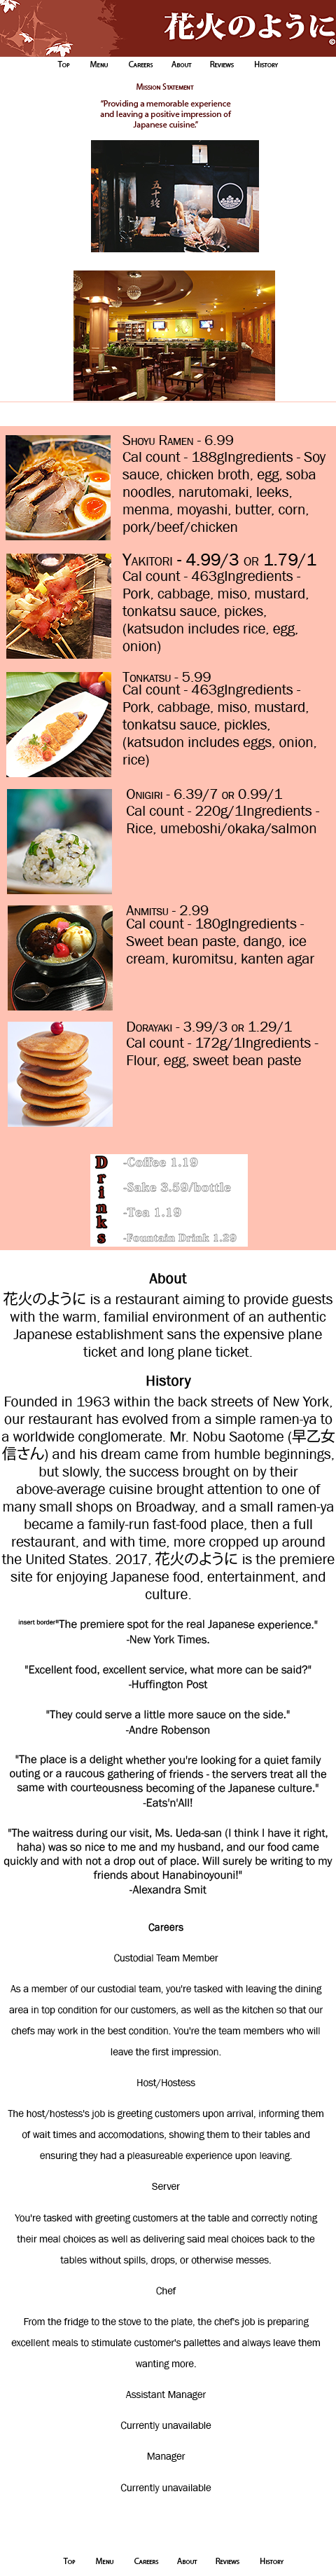 花火のように
©
Top Menu Careers About Reviews History
Mission Statement
"Providing a memorable experience
and leaving a positive impression of
Japanese cuisine."
Shoyu Ramen - 6.99
Cal count - 188gIngredients - Soy
sauce, chicken broth, egg, soba
noodles, narutomaki, leeks,
menma, moyashi, butter, corn,
pork/beef/chicken
Yakitori - 4.99/3 or 1.79/1
Cal count - 463gIngredients -
Pork, cabbage, miso, mustard,
tonkatsu sauce, pickes,
(katsudon includes rice, egg,
onion)
Tonkatsu - 5.99
Cal count - 463gIngredients -
Pork, cabbage, miso, mustard,
tonkatsu sauce, pickles,
(katsudon includes eggs, onion,
rice)
Onigiri - 6.39/7 or 0.99/1
Cal count - 220g/1Ingredients -
Rice, umeboshi/okaka/salmon
Anmitsu - 2.99
Cal count - 180gIngredients -
Sweet bean paste, dango, ice
cream, kuromitsu, kanten agar
Dorayaki - 3.99/3 or 1.29/1
Cal count - 172g/1Ingredients -
Flour, egg, sweet bean paste
Drinks
-Coffee 1.19
-Sake 3.59/bottle
-Tea 1.19
-Fountain Drink 1.29
About
花火のように is a restaurant aiming to provide guests
with the warm, familial environment of an authentic
Japanese establishment sans the expensive plane
ticket and long plane ticket.
History
Founded in 1963 within the back streets of New York,
our restaurant has evolved from a simple ramen-ya to
a worldwide conglomerate. Mr. Nobu Saotome (早乙女
信さん) and his dream came from humble beginnings,
but slowly, the success brought on by their
above-average cuisine brought attention to one of
many small shops on Broadway, and a small ramen-ya
became a family-run fast-food place, then a full
restaurant, and with time, more cropped up around
the United States. 2017, 花火のように is the premiere
site for enjoying Japanese food, entertainment, and
culture.
insert border"The premiere spot for the real Japanese experience."
-New York Times.
"Excellent food, excellent service, what more can be said?"
-Huffington Post
"They could serve a little more sauce on the side."
-Andre Robenson
"The place is a delight whether you're looking for a quiet family
outing or a raucous gathering of friends - the servers treat all the
same with courteousness becoming of the Japanese culture."
-Eats'n'All!
"The waitress during our visit, Ms. Ueda-san (I think I have it right,
haha) was so nice to me and my husband, and our food came
quickly and with not a drop out of place. Will surely be writing to my
friends about Hanabinoyouni!"
-Alexandra Smit
Careers
Custodial Team Member
As a member of our custodial team, you're tasked with leaving the dining
area in top condition for our customers, as well as the kitchen so that our
chefs may work in the best condition. You're the team members who will
leave the first impression.
Host/Hostess
The host/hostess's job is greeting customers upon arrival, informing them
of wait times and accomodations, showing them to their tables and
ensuring they had a pleasureable experience upon leaving.
Server
You're tasked with greeting customers at the table and correctly noting
their meal choices as well as delivering said meal choices back to the
tables without spills, drops, or otherwise messes.
Chef
From the fridge to the stove to the plate, the chef's job is preparing
excellent meals to stimulate customer's pallettes and always leave them
wanting more.
Assistant Manager
Currently unavailable
Manager
Currently unavailable
Top Menu Careers About Reviews History